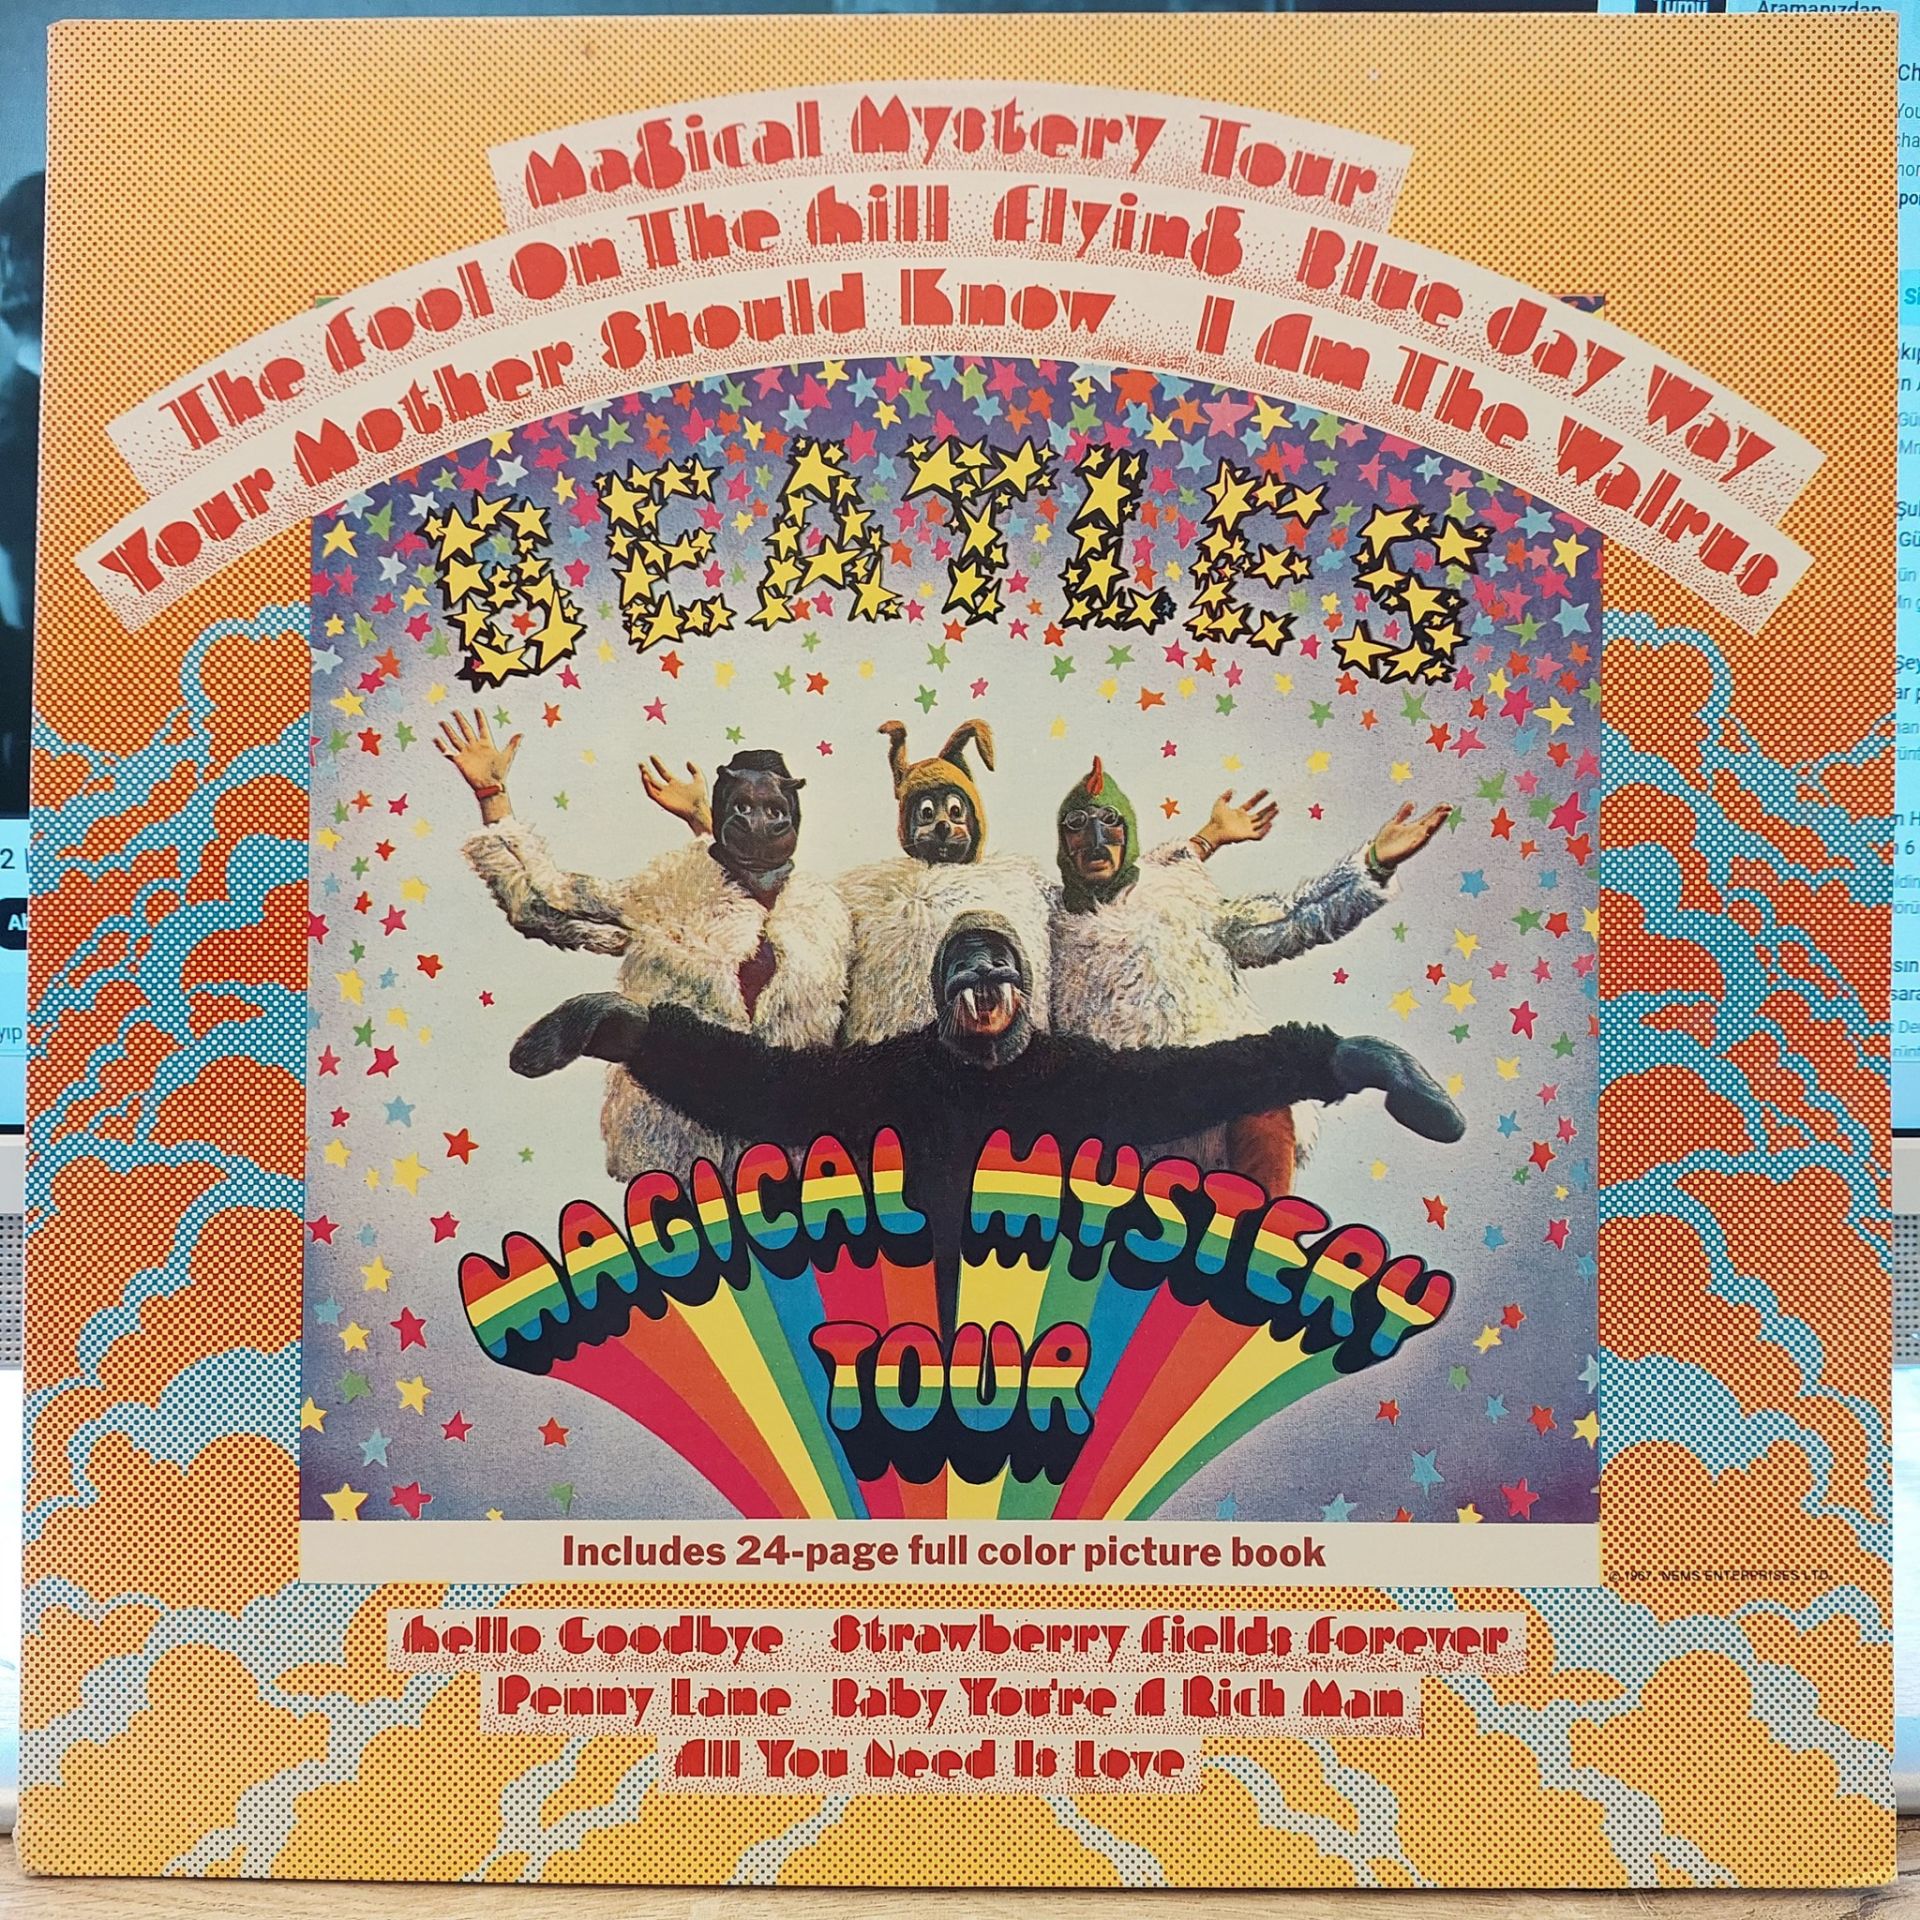 Magical Mystery Tour
The Fool On The Hill Flying Blue Jay Way
Your Mother Should Know I Am The Walrus
BEATLES
MAGICAL MYSTERY
TOUR
Includes 24-page full color picture book
© 1967 NEMS ENTERPRISES LTD.
Hello Goodbye Strawberry Fields Forever
Penny Lane Baby You're A Rich Man
All You Need Is Love
Aramanızdan